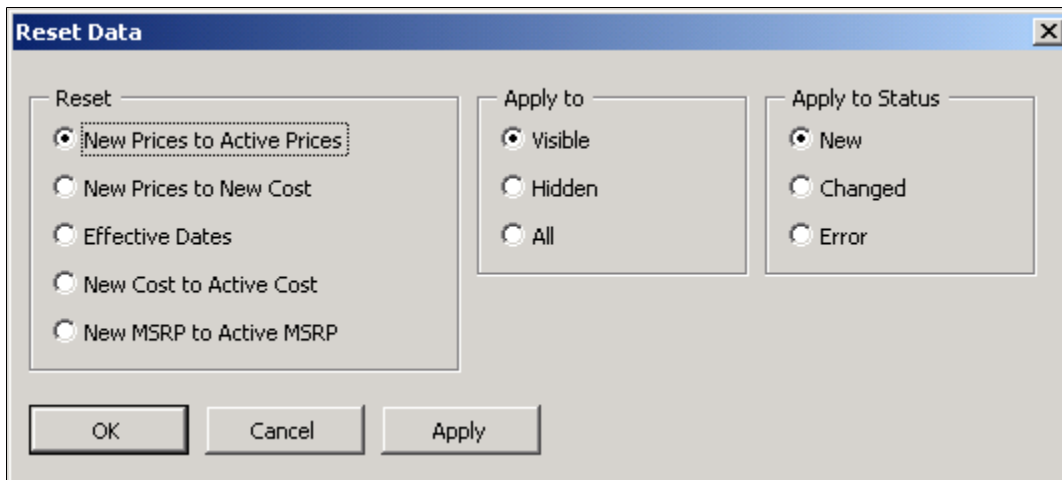 Reset Data
Reset
New Prices to Active Prices
New Prices to New Cost
Effective Dates
New Cost to Active Cost
New MSRP to Active MSRP
Apply to
Visible
Hidden
All
Apply to Status
New
Changed
Error
OK
Cancel
Apply